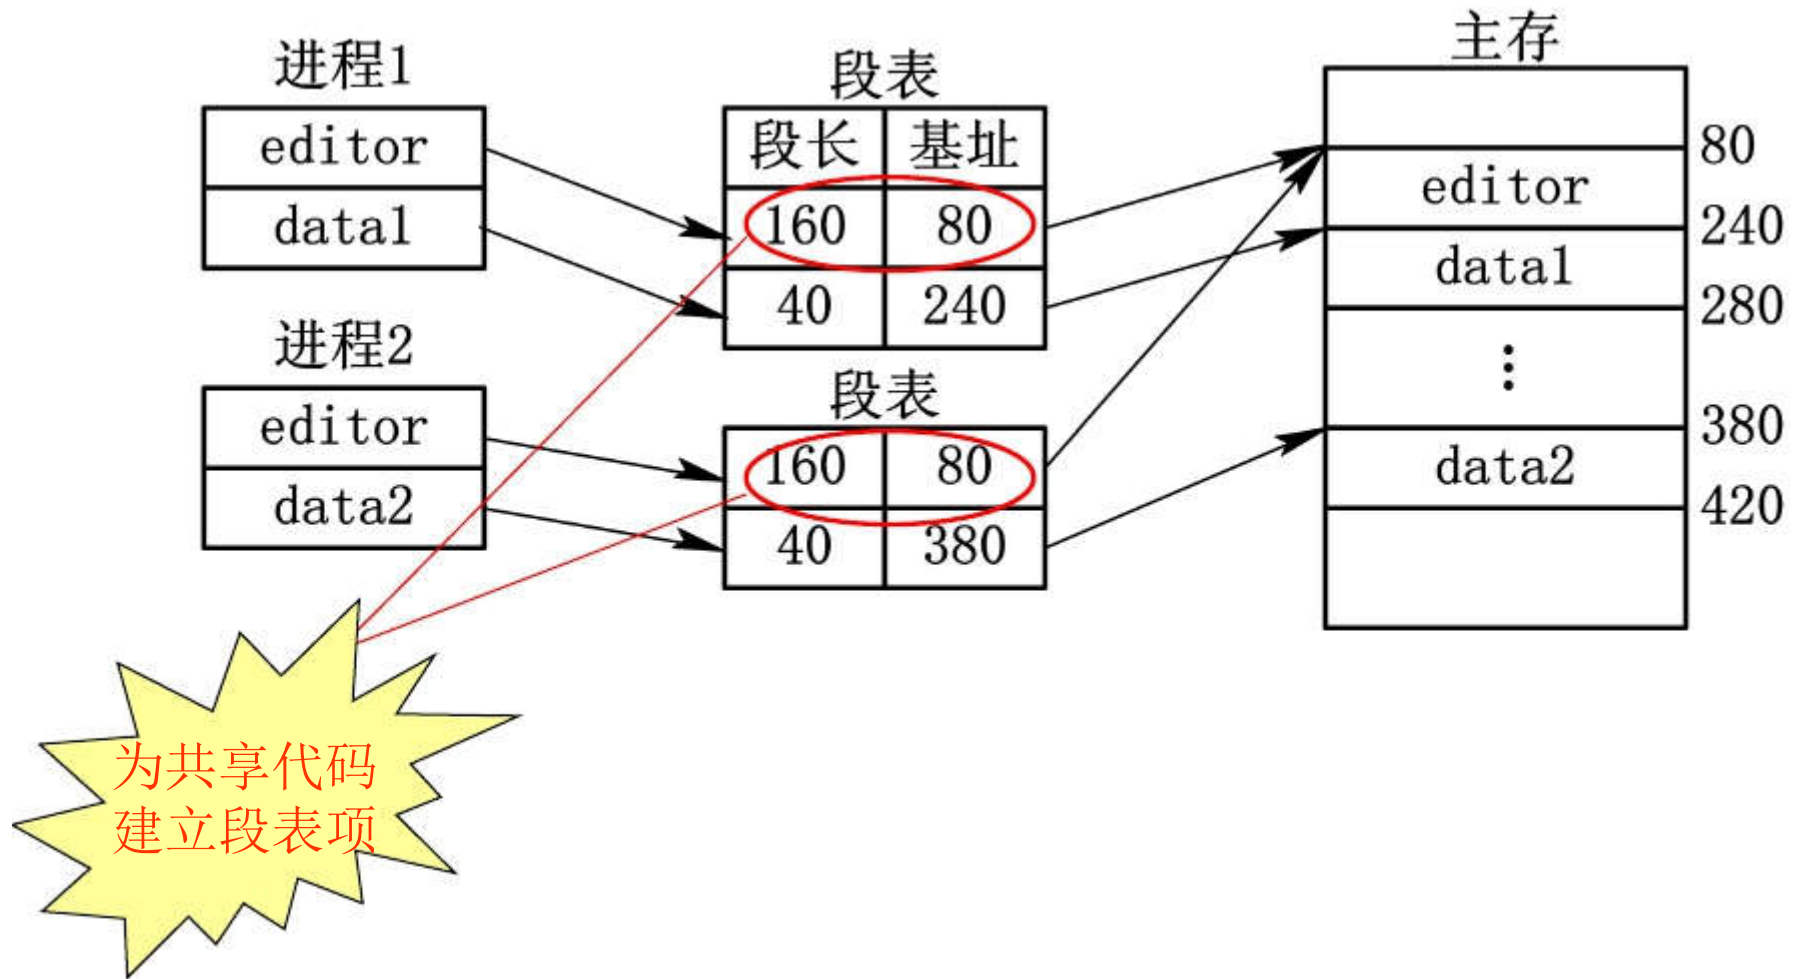 进程1
editor
data1
进程2
editor
data2
段表
段长 基址
160 80
40 240
段表
160 80
40 380
主存
80
editor
240
data1
280
⋮
380
data2
420
为共享代码
建立段表项